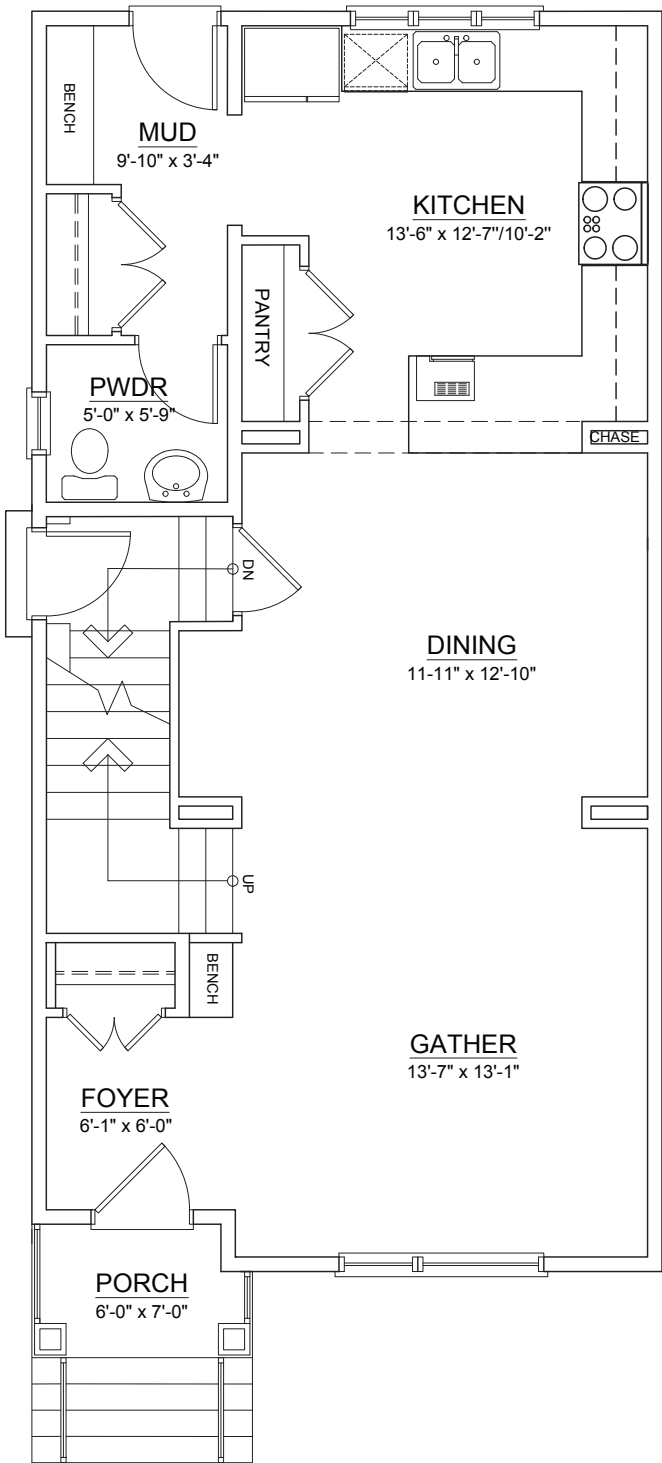 BENCH
MUD
9'-10" x 3'-4"
KITCHEN
13'-6" x 12'-7"/10'-2"
PANTRY
PWDR
5'-0" x 5'-9"
CHASE
DN
DINING
11-11" x 12'-10"
UP
BENCH
GATHER
13'-7" x 13'-1"
FOYER
6'-1" x 6'-0"
PORCH
6'-0" x 7'-0"